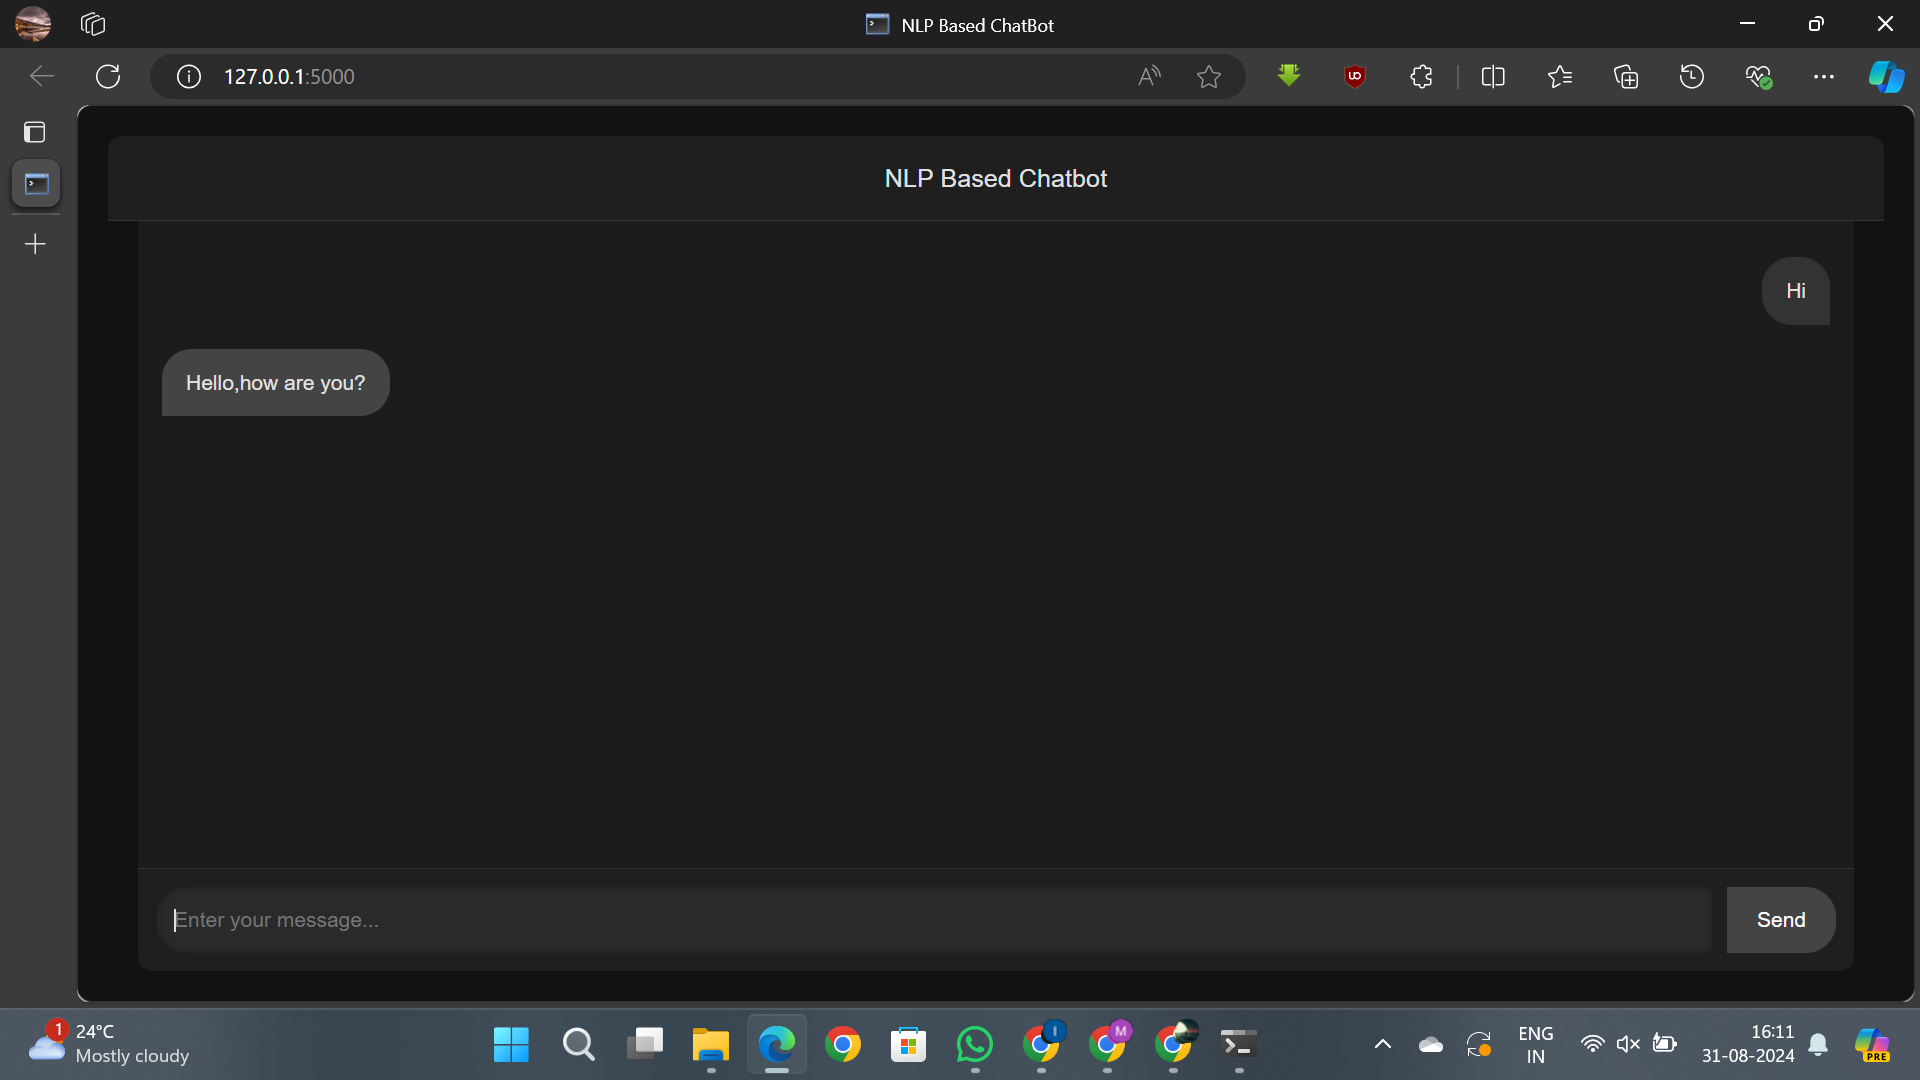 NLP Based ChatBot
127.0.0.1:5000
NLP Based Chatbot
Hi
Hello,how are you?
Enter your message...
Send
1
24°C
Mostly cloudy
I
M
ENG
IN
16:11
31-08-2024
PRE